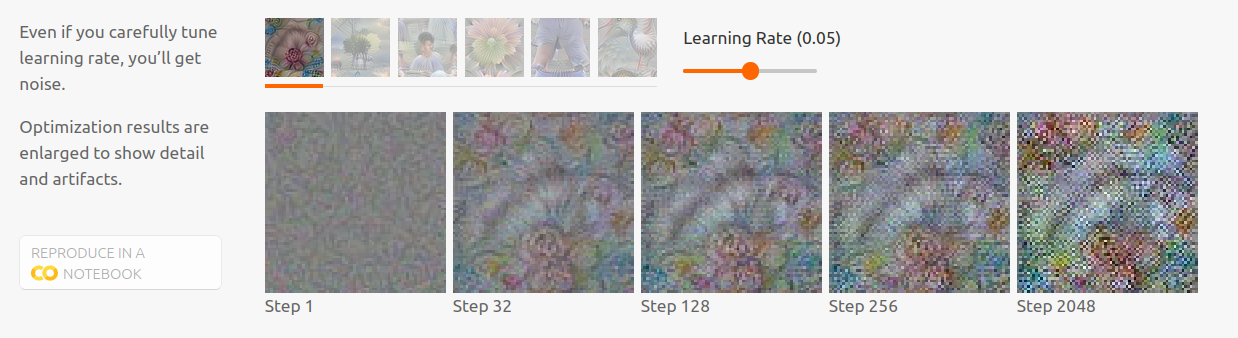 Even if you carefully tune
learning rate, you’ll get
noise.
Optimization results are
enlarged to show detail
and artifacts.
REPRODUCE IN A
CO NOTEBOOK
Learning Rate (0.05)
Step 1
Step 32
Step 128
Step 256
Step 2048